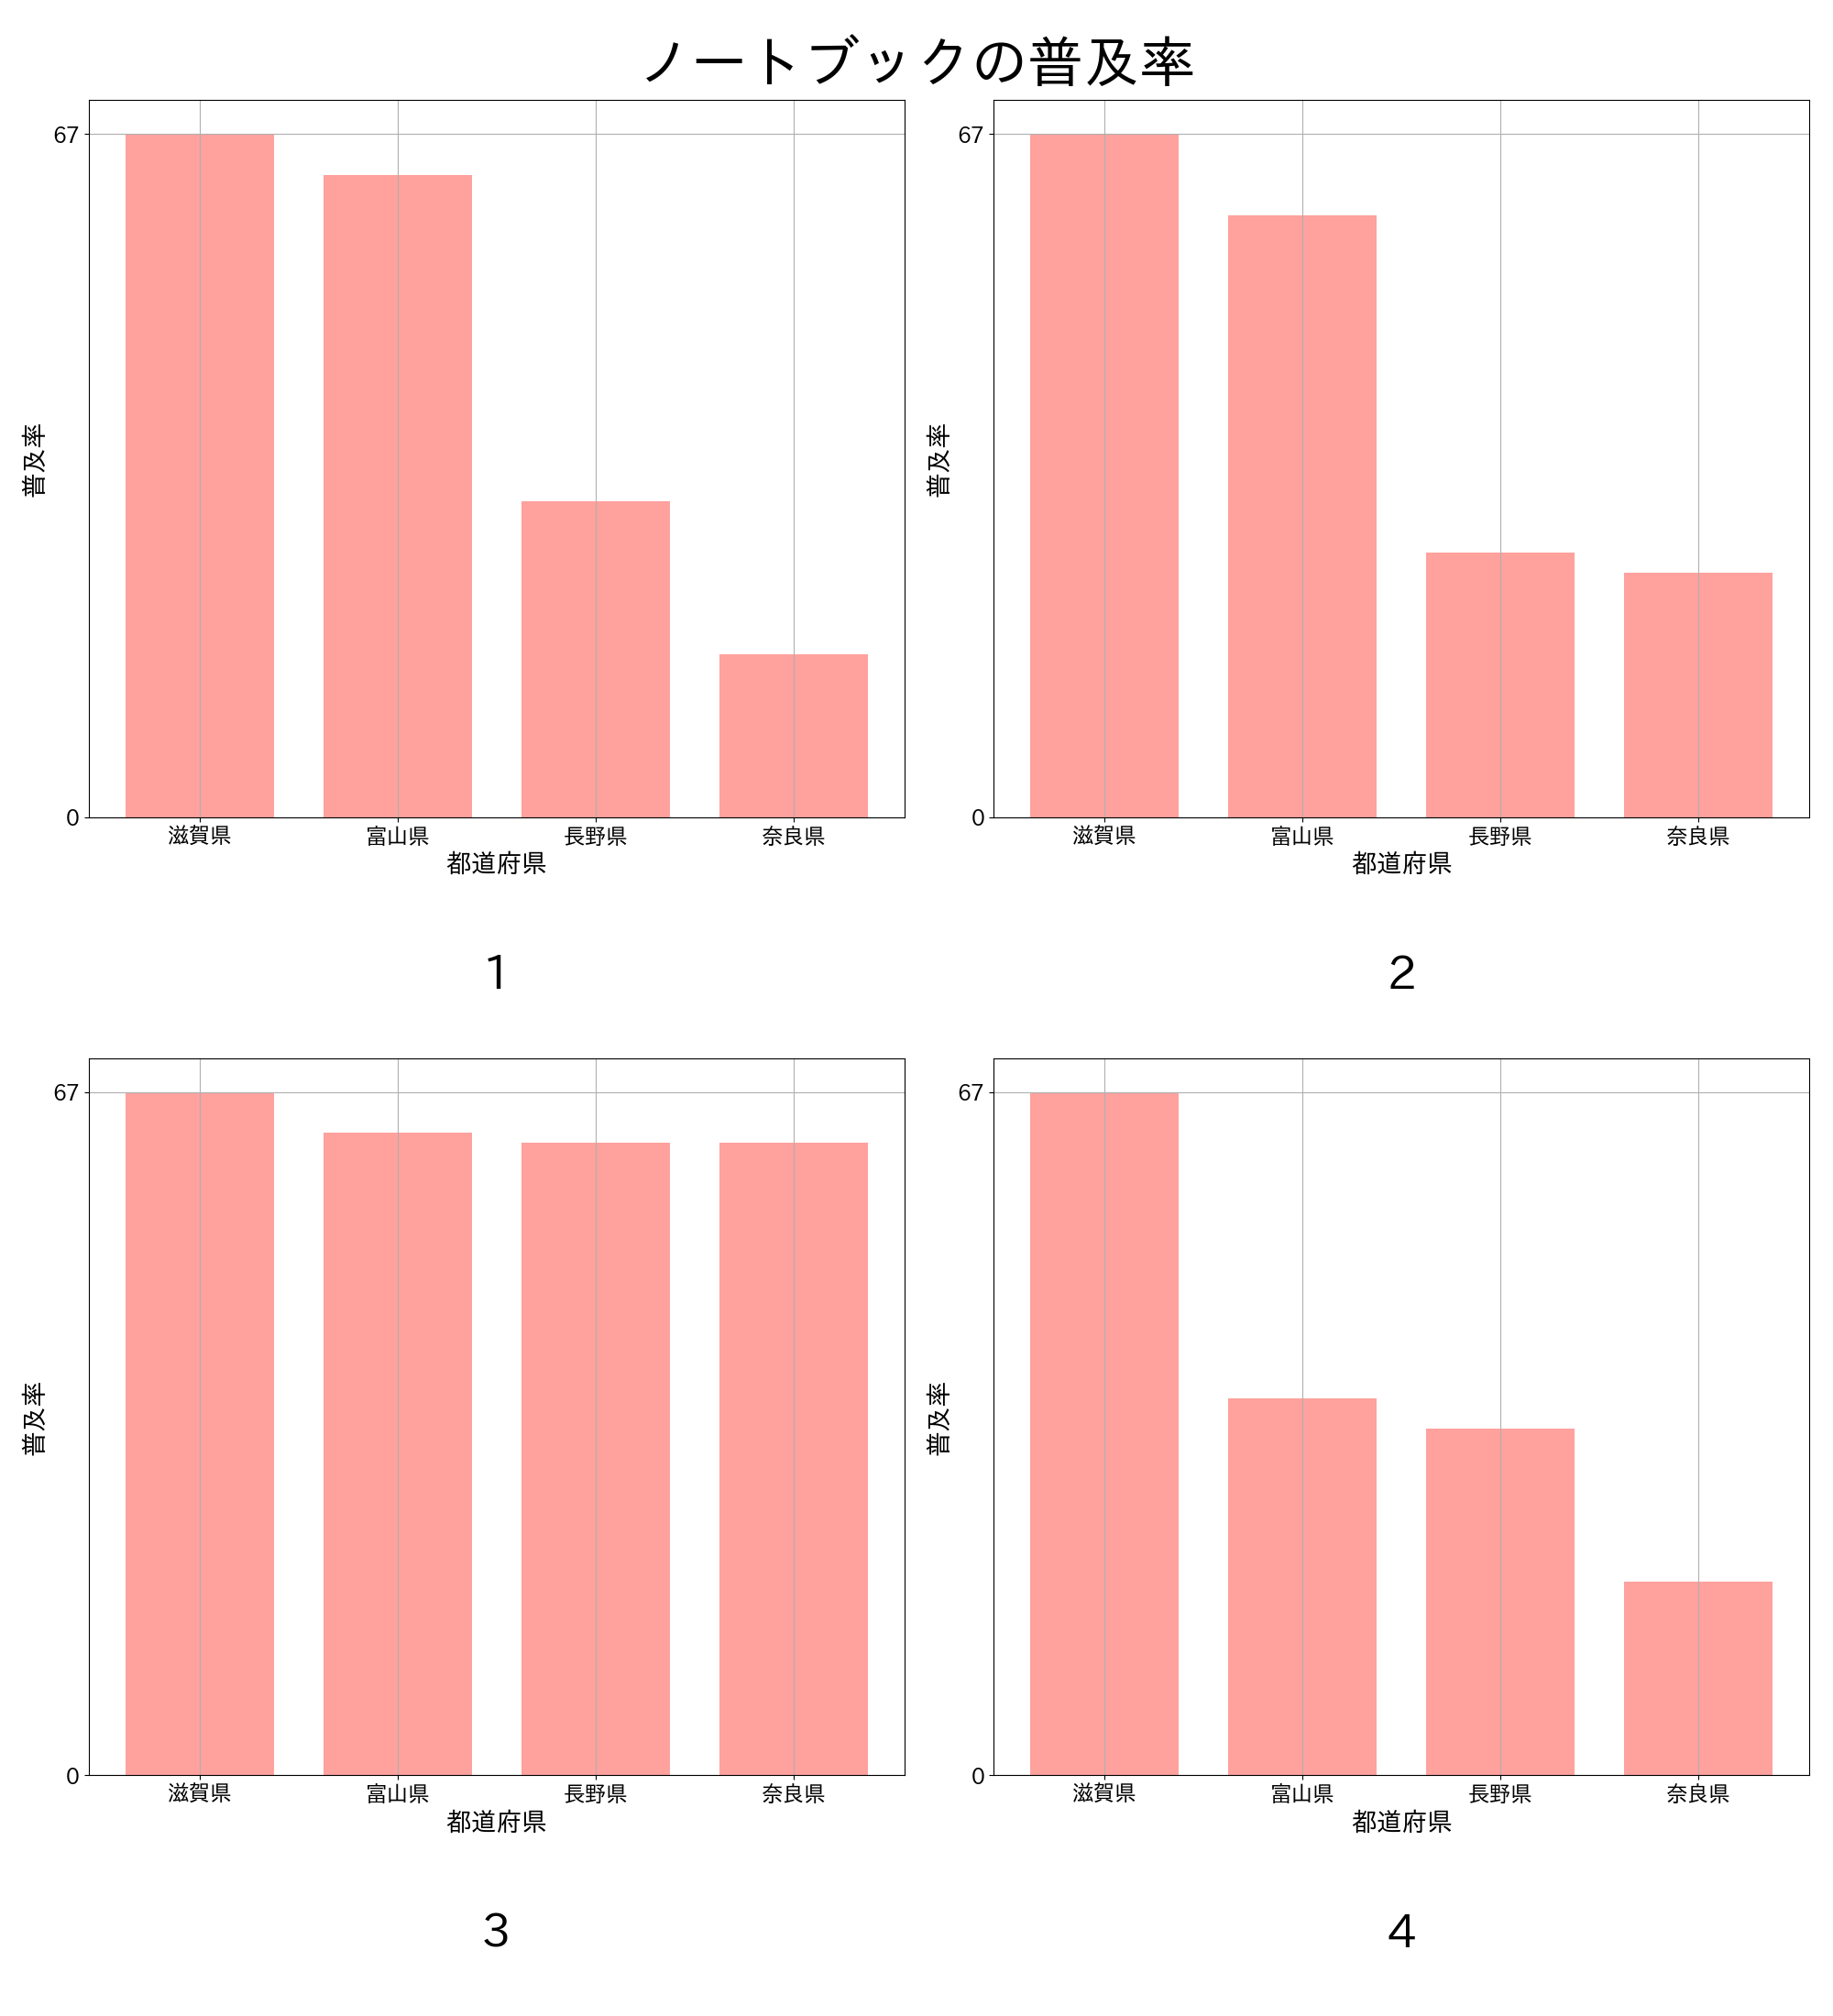 ノートブックの普及率
67
0
普及率
滋賀県 富山県 長野県 奈良県
都道府県
1
67
0
普及率
滋賀県 富山県 長野県 奈良県
都道府県
2
67
0
普及率
滋賀県 富山県 長野県 奈良県
都道府県
3
67
0
普及率
滋賀県 富山県 長野県 奈良県
都道府県
4